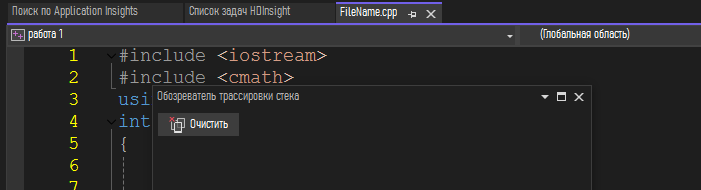 Поиск по Application Insights
Список задач HDInsight
FileName.cpp
работа 1
(Глобальная область)
1 #include <iostream>
2 #include <cmath>
3 usi
Обозреватель трассировки стека
4 int
Очистить
5 {
6
7